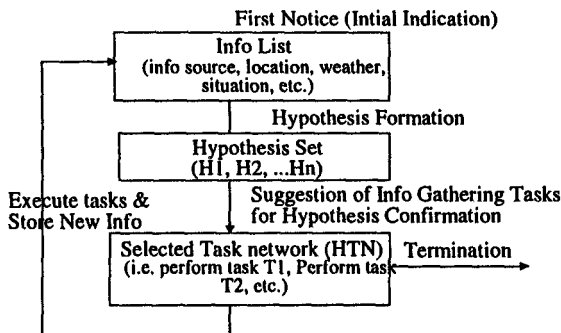 First Notice (Intial Indication)
Info List
(info source, location, weather,
situation, etc.)
Hypothesis Formation
Hypothesis Set
(H1, H2, ...Hn)
Execute tasks &
Store New Info
Suggestion of Info Gathering Tasks
for Hypothesis Confirmation
Selected Task network (HTN)
(i.e. perform task T1, Perform task
T2, etc.)
Termination